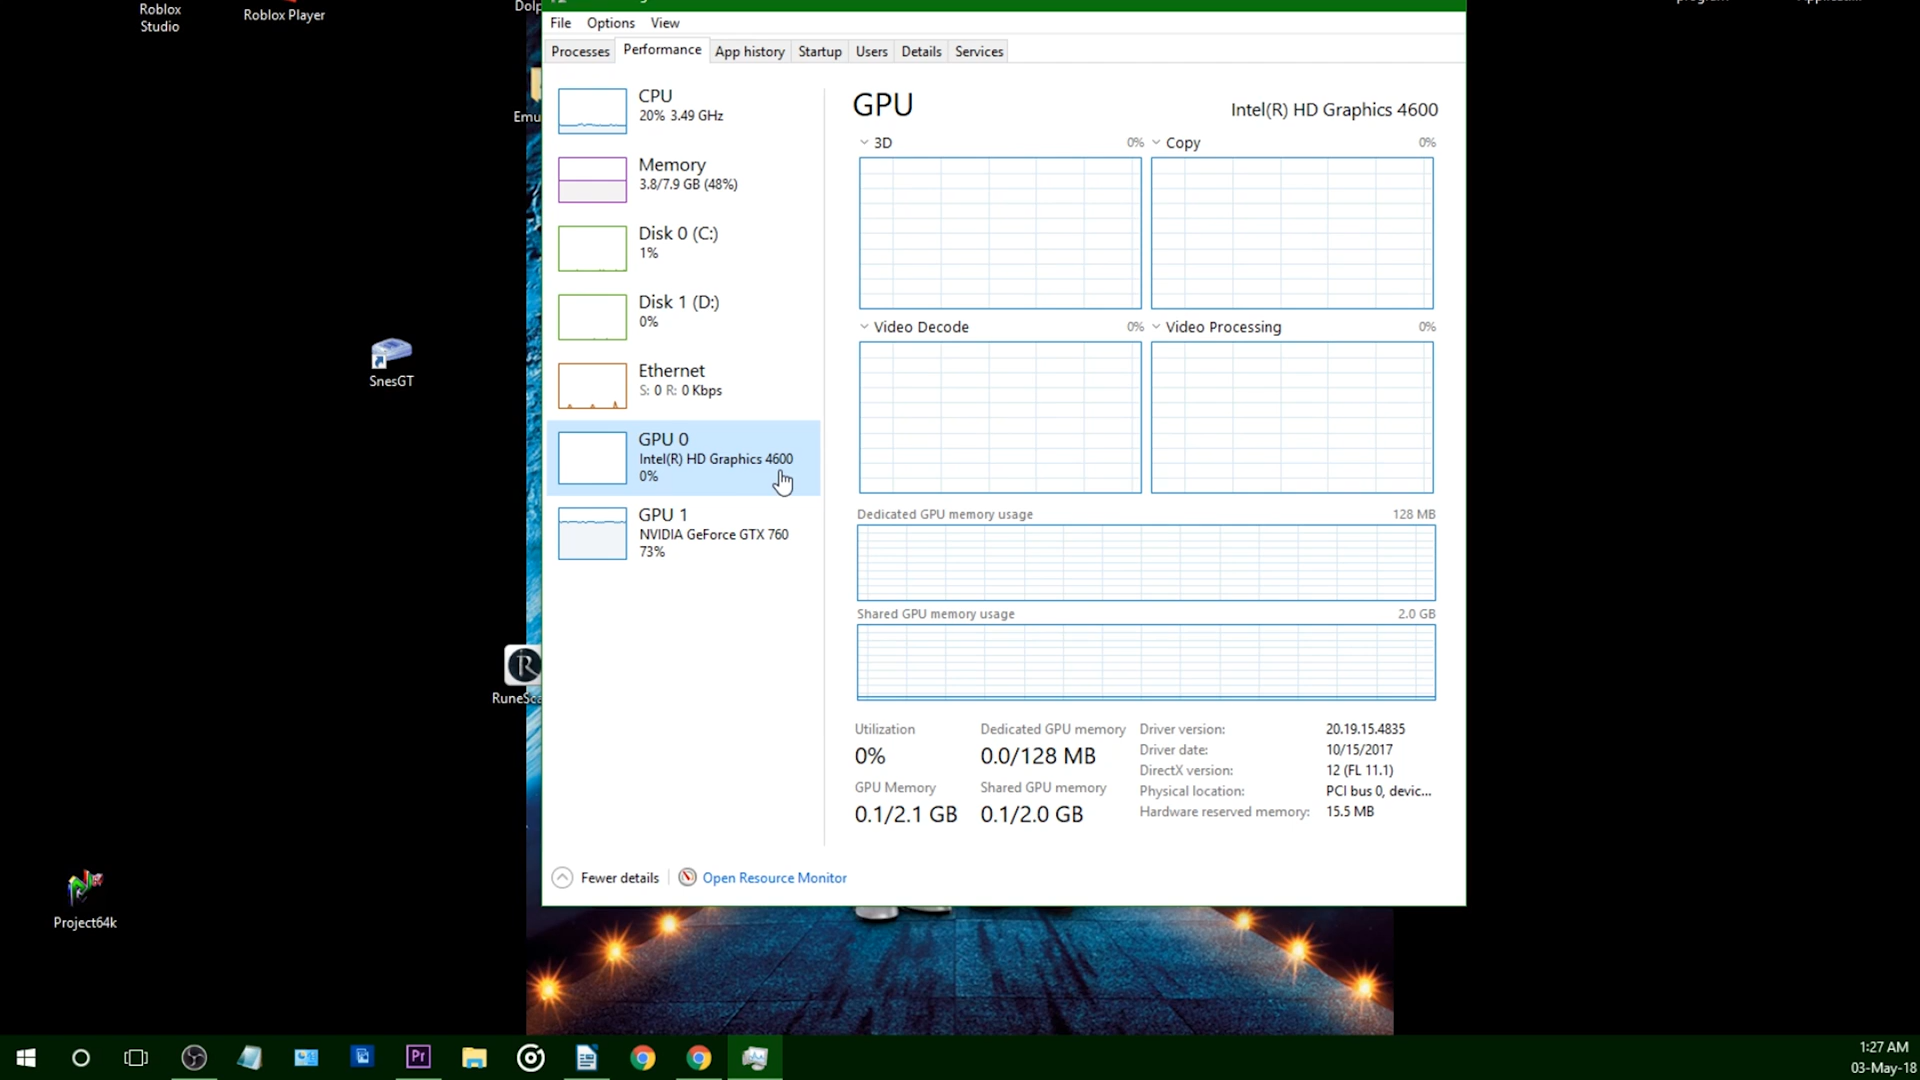 Roblox
Studio
Roblox Player
Dolp
Emu
SnesGT
RuneSca
Project64k
File Options View
Processes Performance App history Startup Users Details Services
CPU
20% 3.49 GHz
Memory
3.8/7.9 GB (48%)
Disk 0 (C:)
1%
Disk 1 (D:)
0%
Ethernet
S: 0 R: 0 Kbps
GPU 0
Intel(R) HD Graphics 4600
0%
GPU 1
NVIDIA GeForce GTX 760
73%
GPU Intel(R) HD Graphics 4600
3D 0% Copy 0%
Video Decode 0% Video Processing 0%
Dedicated GPU memory usage 128 MB
Shared GPU memory usage 2.0 GB
Utilization
0%
Dedicated GPU memory
0.0/128 MB
GPU Memory
0.1/2.1 GB
Shared GPU memory
0.1/2.0 GB
Driver version: 20.19.15.4835
Driver date: 10/15/2017
DirectX version: 12 (FL 11.1)
Physical location: PCI bus 0, devic...
Hardware reserved memory: 15.5 MB
Fewer details Open Resource Monitor
Pr
1:27 AM
03-May-18